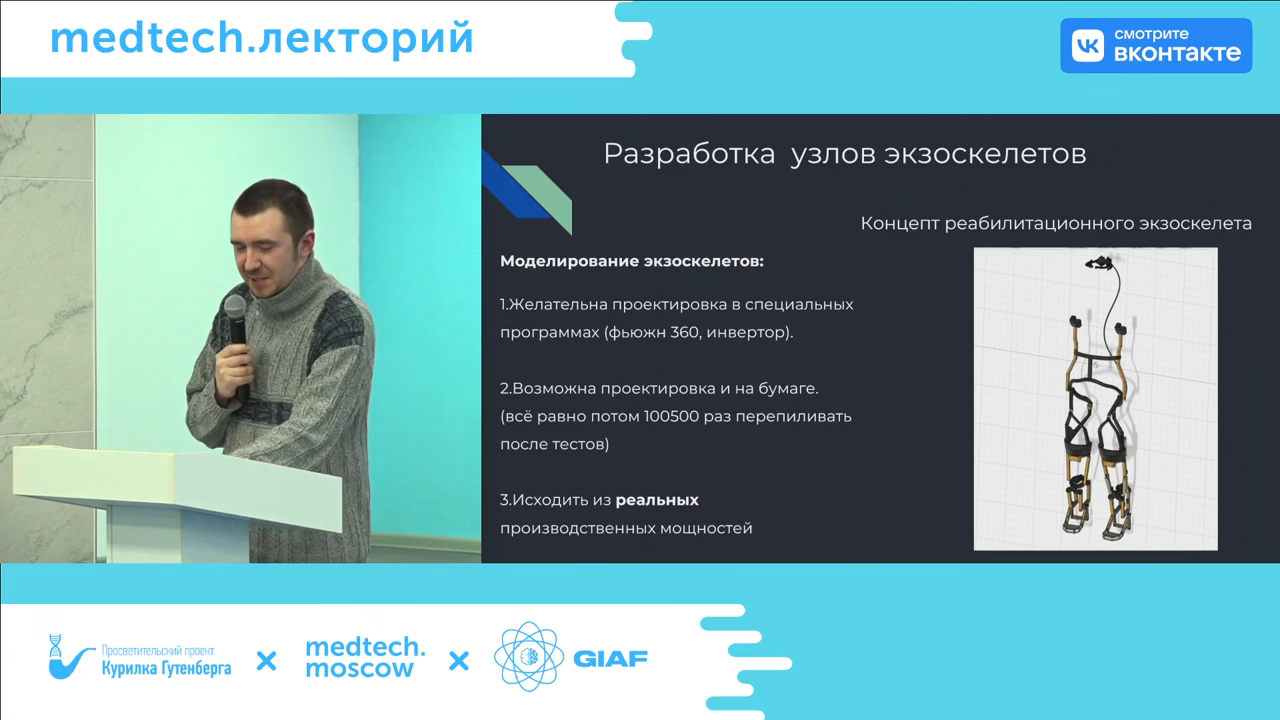 medtech.лекторий
смотрите
вконтакте
Разработка узлов экзоскелетов
Концепт реабилитационного экзоскелета
Моделирование экзоскелетов:
1.Желательна проектировка в специальных
программах (фьюжн 360, инвертор).
2.Возможна проектировка и на бумаге.
(всё равно потом 100500 раз перепиливать
после тестов)
3.Исходить из реальных
производственных мощностей
Просветительский проект
Курилка Гутенберга
×
medtech.
moscow
×
GIAF